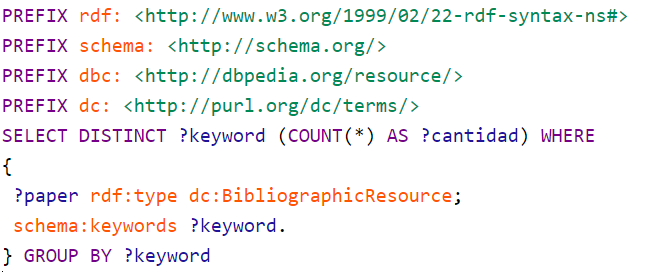 PREFIX rdf: <http://www.w3.org/1999/02/22-rdf-syntax-ns#>
PREFIX schema: <http://schema.org/>
PREFIX dbc: <http://dbpedia.org/resource/>
PREFIX dc: <http://purl.org/dc/terms/>
SELECT DISTINCT ?keyword (COUNT(*) AS ?cantidad) WHERE
{
?paper rdf:type dc:BibliographicResource;
schema:keywords ?keyword.
} GROUP BY ?keyword